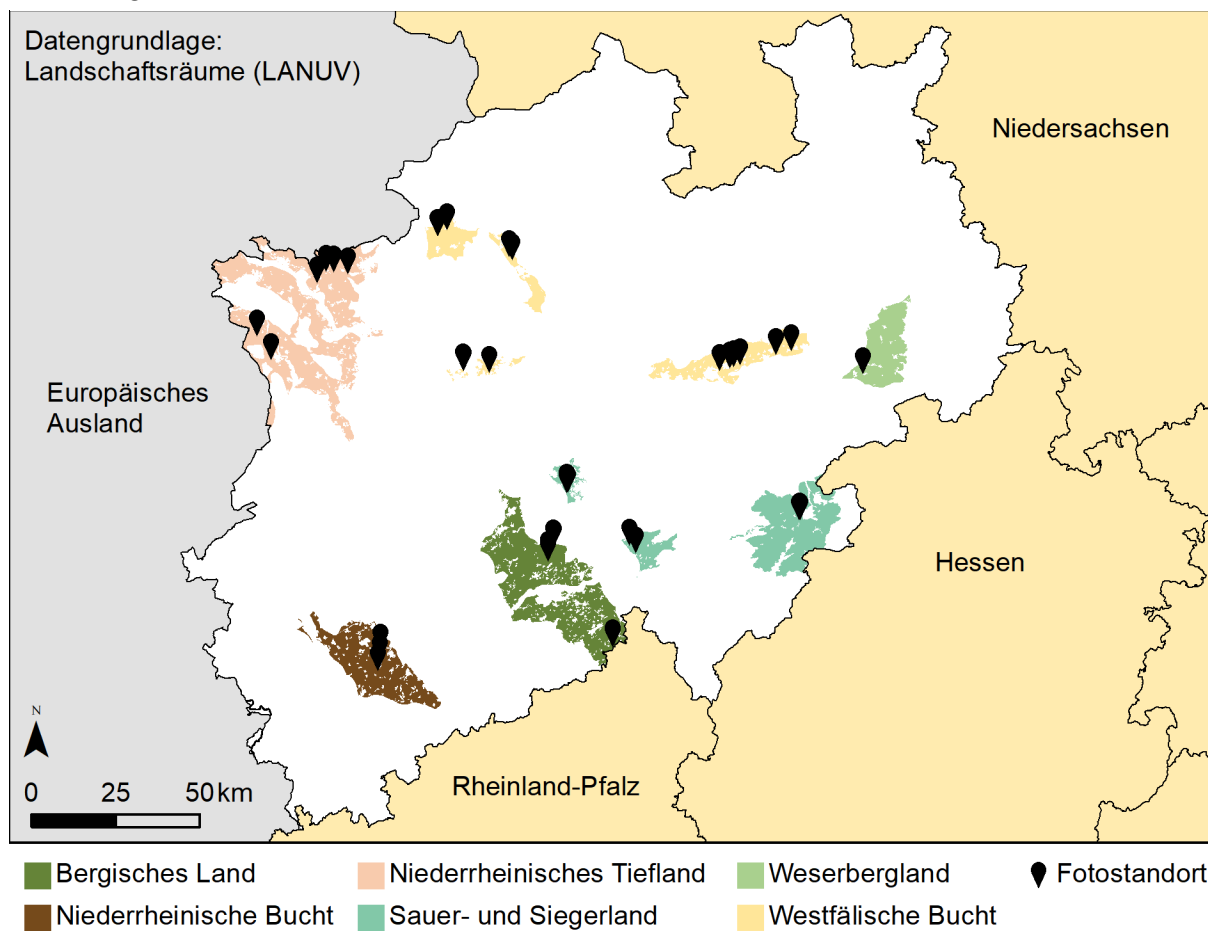 Datengrundlage:
Landschaftsräume (LANUV)
Niedersachsen
Europäisches
Ausland
Hessen
Rheinland-Pfalz
N
0 25 50 km
Bergisches Land
Niederrheinisches Tiefland
Weserbergland
Fotostandort
Niederrheinische Bucht
Sauer- und Siegerland
Westfälische Bucht